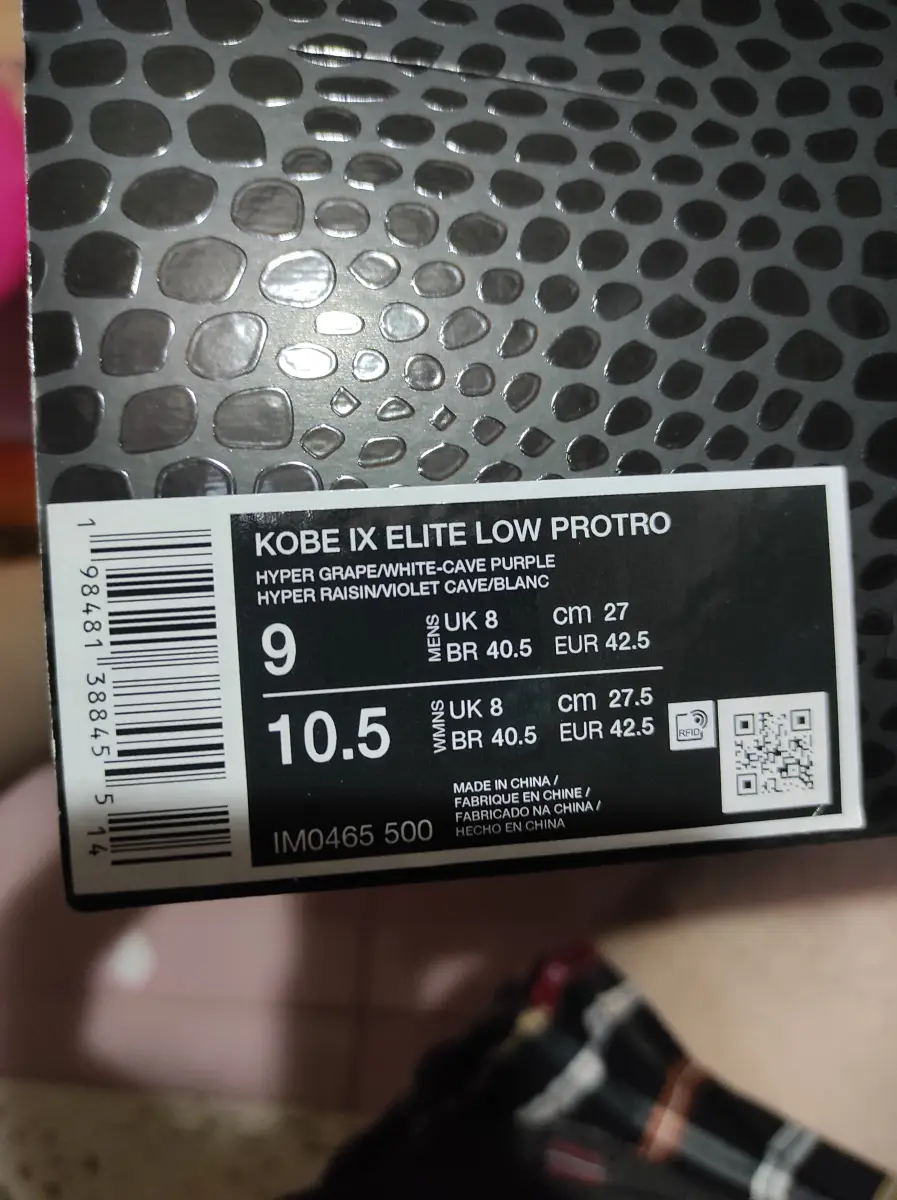 KOBE IX ELITE LOW PROTRO
HYPER GRAPE/WHITE-CAVE PURPLE
HYPER RAISIN/VIOLET CAVE/BLANC
9
MENS
UK 8 cm 27
BR 40.5 EUR 42.5
10.5
WMNS
UK 8 cm 27.5
BR 40.5 EUR 42.5
RFID
MADE IN CHINA /
FABRIQUE EN CHINE /
FABRICADO NA CHINA /
HECHO EN CHINA
IM0465 500
1 98481 38845 5 14